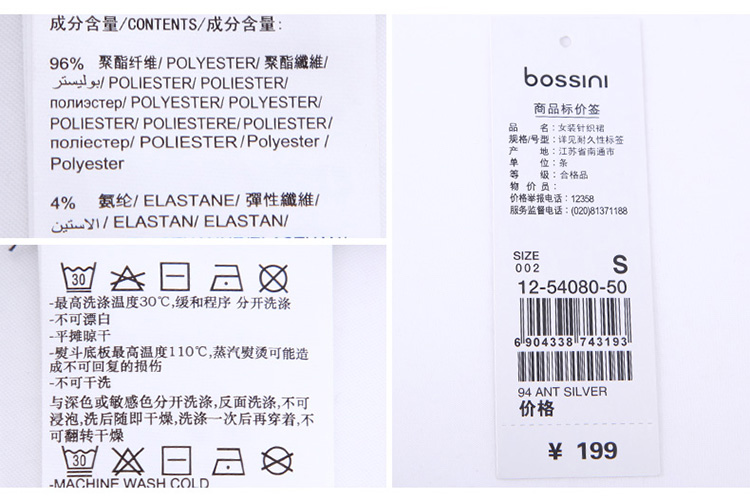 成分含量/CONTENTS/成分含量/
96% 聚酯纤维/ POLYESTER/ 聚酯纖維/
بوليستر/ POLIESTER/ POLIESTER/
полиэстер/ POLYESTER/ POLYESTER/
POLIESTER/ POLIESTERE/POLIESTER/
поліестер/ POLIESTER /Polyester /
Polyester
4% 氨纶/ ELASTANE/ 彈性纖維/
الاستين/ ELASTAN/ ELASTAN/
30
-最高洗涤温度30℃,缓和程序 分开洗涤
-不可漂白
-平摊晾干
-熨斗底板最高温度110℃,蒸汽熨烫可能造
成不可回复的损伤
-不可干洗
与深色或敏感色分开洗涤,反面洗涤,不可
浸泡,洗后随即干燥,洗涤一次后再穿着,不
可翻转干燥
30
-MACHINE WASH COLD
bossini
商品标价签
品 名: 女装针织裙
规格/号型: 详见耐久性标签
产 地: 江苏省南通市
单 位: 条
等 级: 合格品
物 价 员:
价格举报电话: 12358
服务监督电话: (020)81371188
SIZE
002 S
12-54080-50
6 904338 743193
94 ANT SILVER
价格
¥ 199